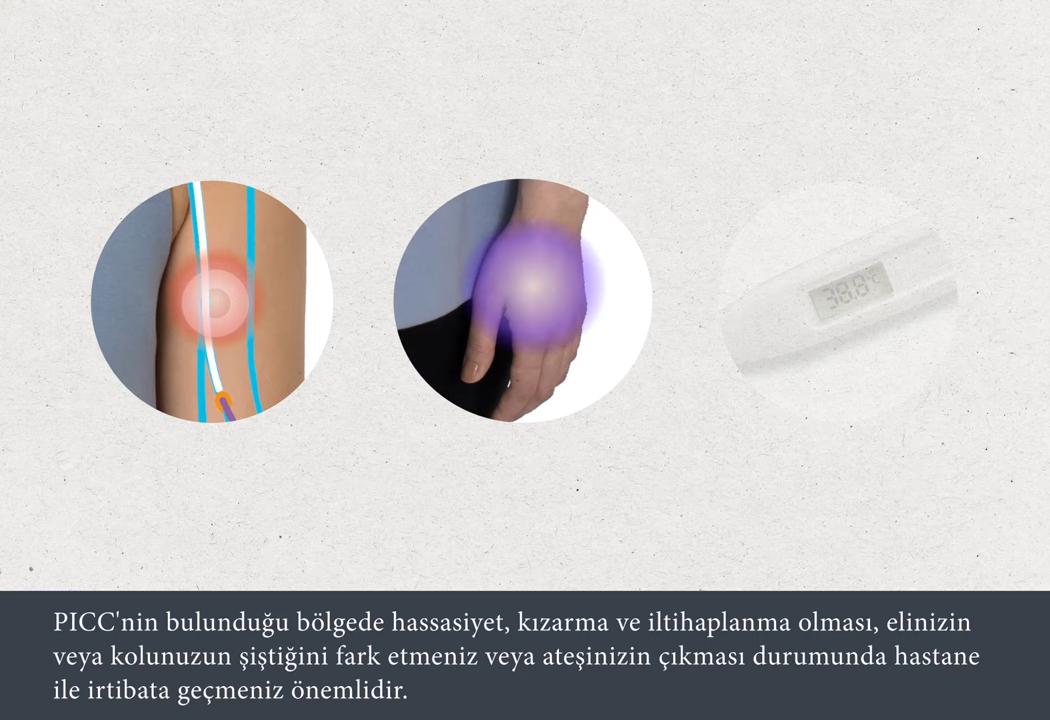 38.8°C
PICC'nin bulunduğu bölgede hassasiyet, kızarma ve iltihaplanma olması, elinizin
veya kolunuzun şiştiğini fark etmeniz veya ateşinizin çıkması durumunda hastane
ile irtibata geçmeniz önemlidir.